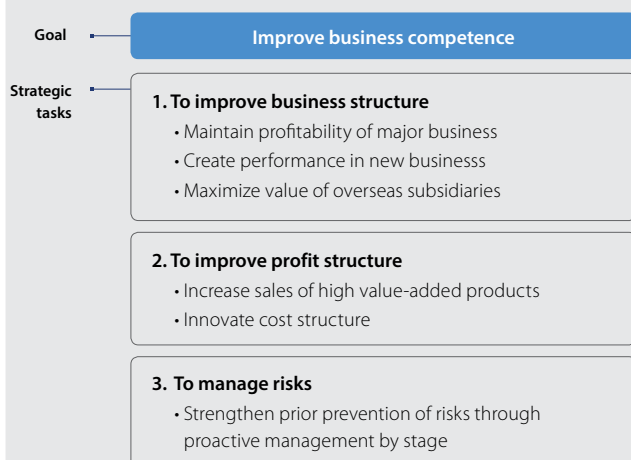 Goal
Improve business competence
Strategic
tasks
1. To improve business structure
• Maintain profitability of major business
• Create performance in new businesss
• Maximize value of overseas subsidiaries
2. To improve profit structure
• Increase sales of high value-added products
• Innovate cost structure
3. To manage risks
• Strengthen prior prevention of risks through
proactive management by stage